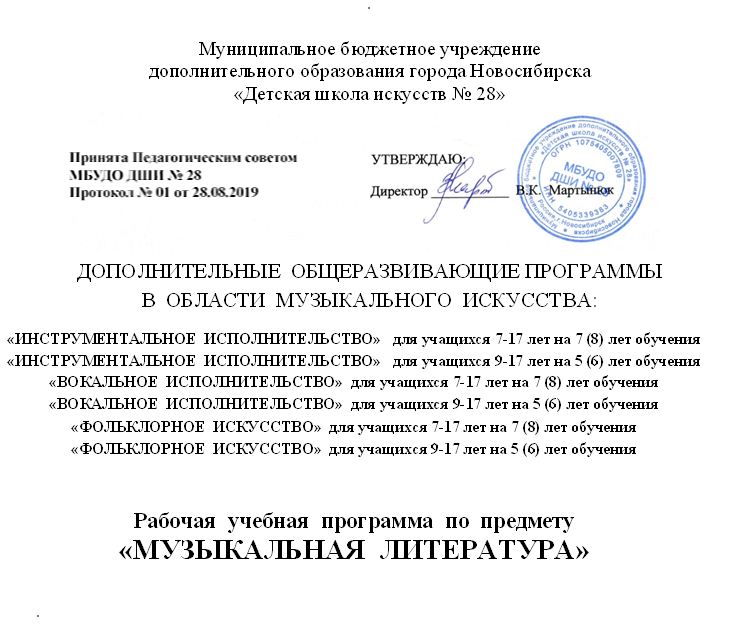 Муниципальное бюджетное учреждение
дополнительного образования города Новосибирска
«Детская школа искусств № 28»
Принята Педагогическим советом
МБУДО ДШИ № 28
Протокол № 01 от 28.08.2019
УТВЕРЖДАЮ:
Директор В.К. Мартынюк
МБУДО
ДШИ № 28
ДОПОЛНИТЕЛЬНЫЕ ОБЩЕРАЗВИВАЮЩИЕ ПРОГРАММЫ
В ОБЛАСТИ МУЗЫКАЛЬНОГО ИСКУССТВА:
«ИНСТРУМЕНТАЛЬНОЕ ИСПОЛНИТЕЛЬСТВО» для учащихся 7-17 лет на 7 (8) лет обучения
«ИНСТРУМЕНТАЛЬНОЕ ИСПОЛНИТЕЛЬСТВО» для учащихся 9-17 лет на 5 (6) лет обучения
«ВОКАЛЬНОЕ ИСПОЛНИТЕЛЬСТВО» для учащихся 7-17 лет на 7 (8) лет обучения
«ВОКАЛЬНОЕ ИСПОЛНИТЕЛЬСТВО» для учащихся 9-17 лет на 5 (6) лет обучения
«ФОЛЬКЛОРНОЕ ИСКУССТВО» для учащихся 7-17 лет на 7 (8) лет обучения
«ФОЛЬКЛОРНОЕ ИСКУССТВО» для учащихся 9-17 лет на 5 (6) лет обучения
Рабочая учебная программа по предмету
«МУЗЫКАЛЬНАЯ ЛИТЕРАТУРА»